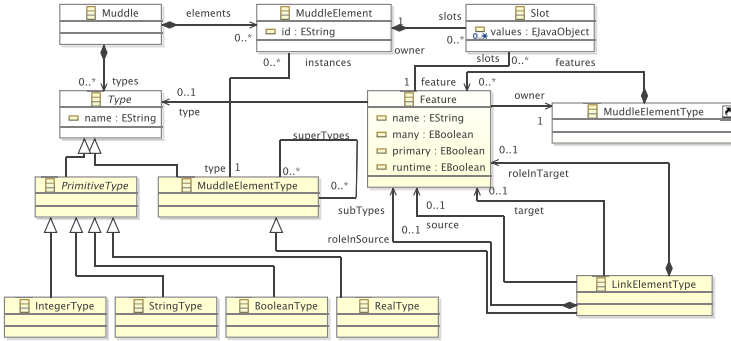 Muddle
elements
0..*
MuddleElement
id : EString
1
slots
owner
0..*
Slot
values : EJavaObject
0..*
0..*
types
0..*
instances
slots
0..*
features
Type
name : EString
0..1
type
1
feature
Feature
name : EString
many : EBoolean
primary : EBoolean
runtime : EBoolean
0..*
owner
1
MuddleElementType
superTypes
0..*
type
1
0..1
roleInTarget
PrimitiveType
MuddleElementType
0..*
subTypes
0..1
source
0..1
target
roleInSource
0..1
LinkElementType
IntegerType
StringType
BooleanType
RealType